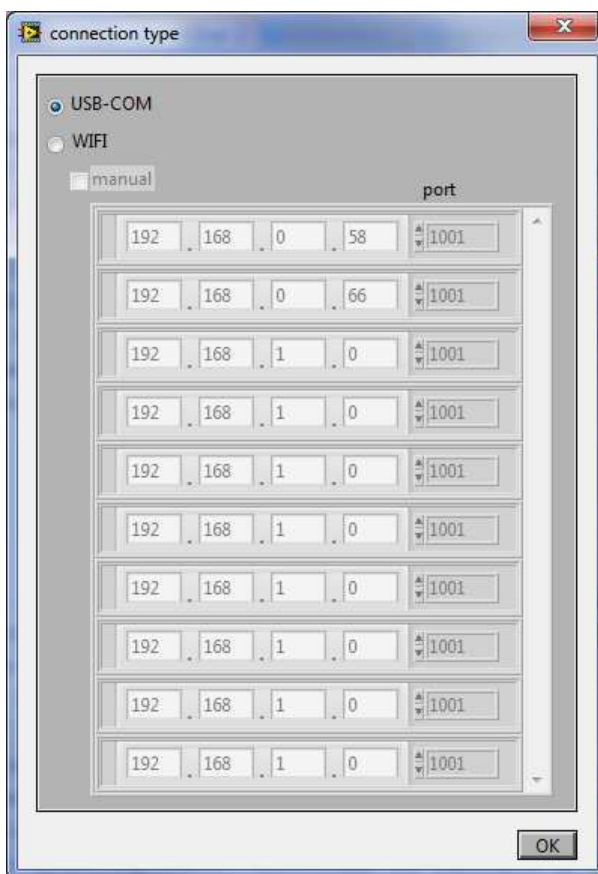 connection type
USB-COM
WIFI
manual
port
192 . 168 . 0 . 58 1001
192 . 168 . 0 . 66 1001
192 . 168 . 1 . 0 1001
192 . 168 . 1 . 0 1001
192 . 168 . 1 . 0 1001
192 . 168 . 1 . 0 1001
192 . 168 . 1 . 0 1001
192 . 168 . 1 . 0 1001
192 . 168 . 1 . 0 1001
192 . 168 . 1 . 0 1001
OK